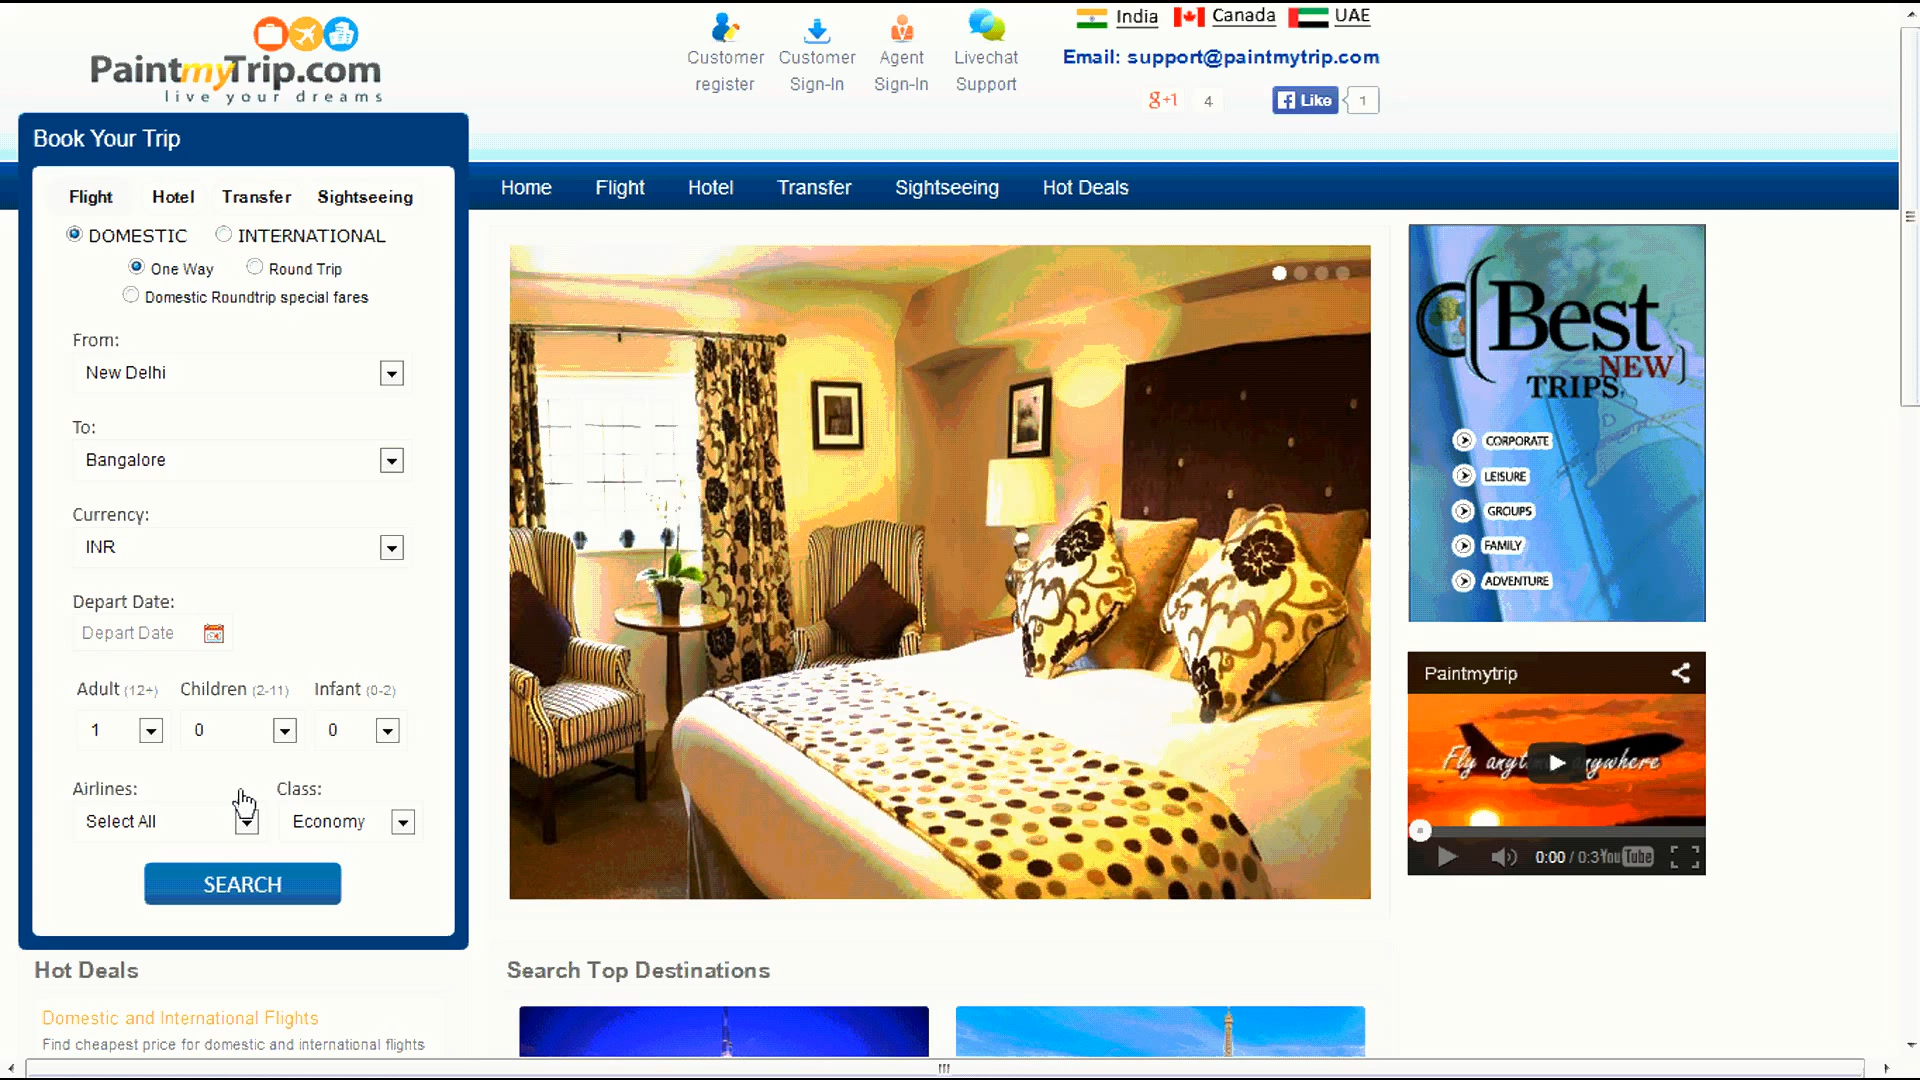 PaintmyTrip.com
live your dreams
Customer register
Customer Sign-In
Agent Sign-In
Livechat Support
India
Canada
UAE
Email: support@paintmytrip.com
g+1
4
Like
1
Book Your Trip
Home
Flight
Hotel
Transfer
Sightseeing
Hot Deals
Flight
Hotel
Transfer
Sightseeing
DOMESTIC
INTERNATIONAL
One Way
Round Trip
Domestic Roundtrip special fares
From:
New Delhi
To:
Bangalore
Currency:
INR
Depart Date:
Depart Date
Adult (12+)
Children (2-11)
Infant (0-2)
1
0
0
Airlines:
Class:
Select All
Economy
SEARCH
Best
NEW
TRIPS
CORPORATE
LEISURE
GROUPS
FAMILY
ADVENTURE
Paintmytrip
Fly anywhere
0:00 / 0:3
YouTube
Hot Deals
Domestic and International Flights
Find cheapest price for domestic and international flights
Search Top Destinations